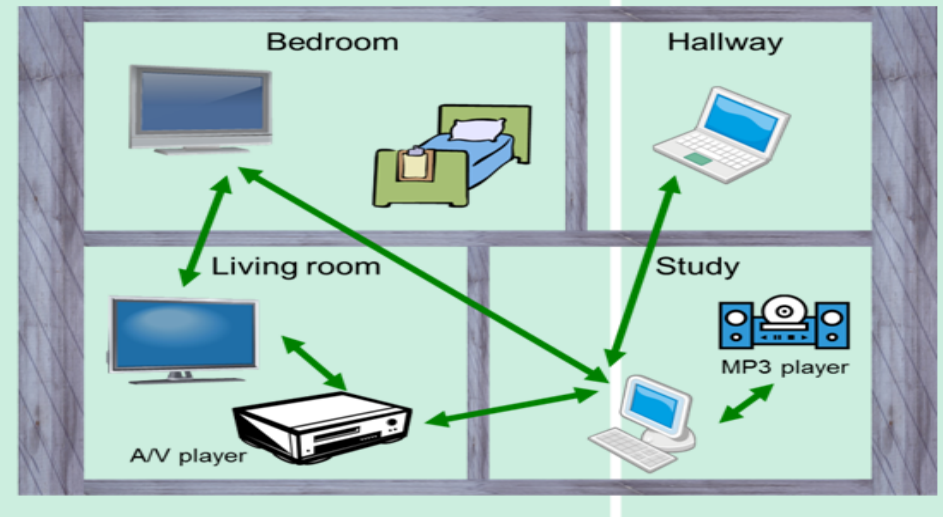 Bedroom
Hallway
Living room
Study
MP3 player
A/V player